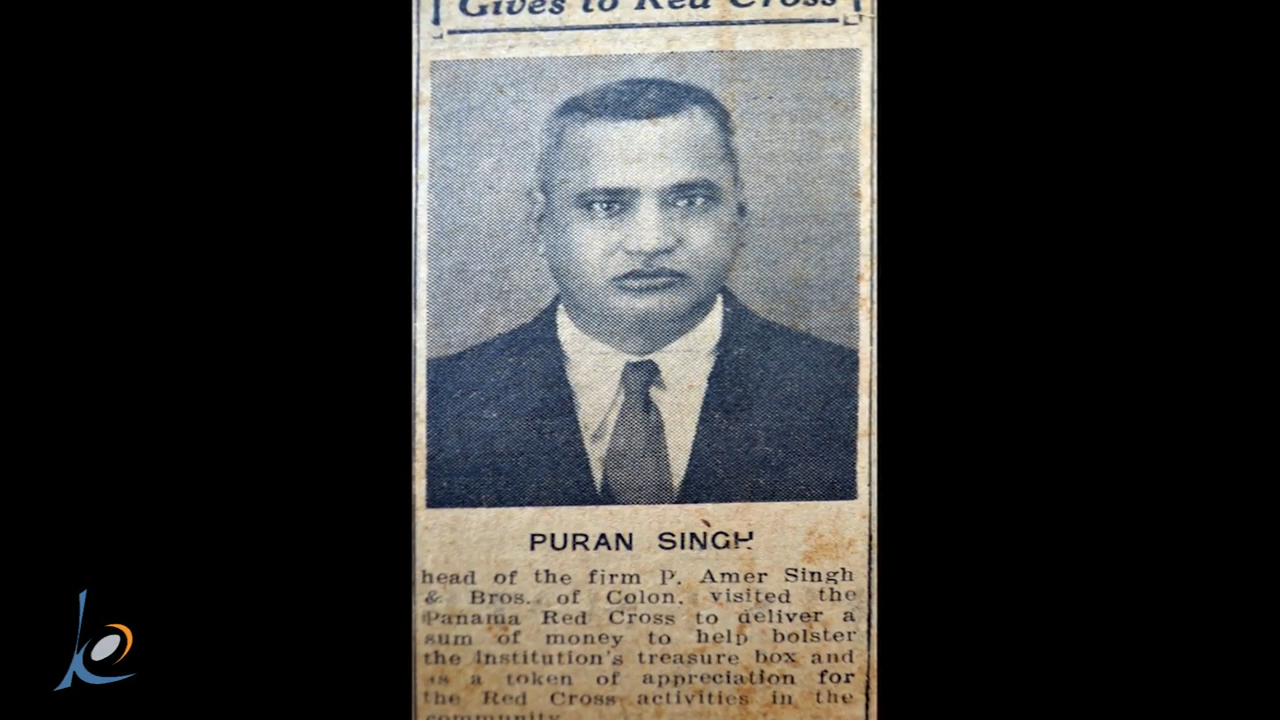 Gives to Red Cross
PURAN SINGH
head of the firm P. Amer Singh
& Bros. of Colon, visited the
Panama Red Cross to deliver a
sum of money to help bolster
the Institution's treasure box and
as a token of appreciation for
the Red Cross activities in the
community.